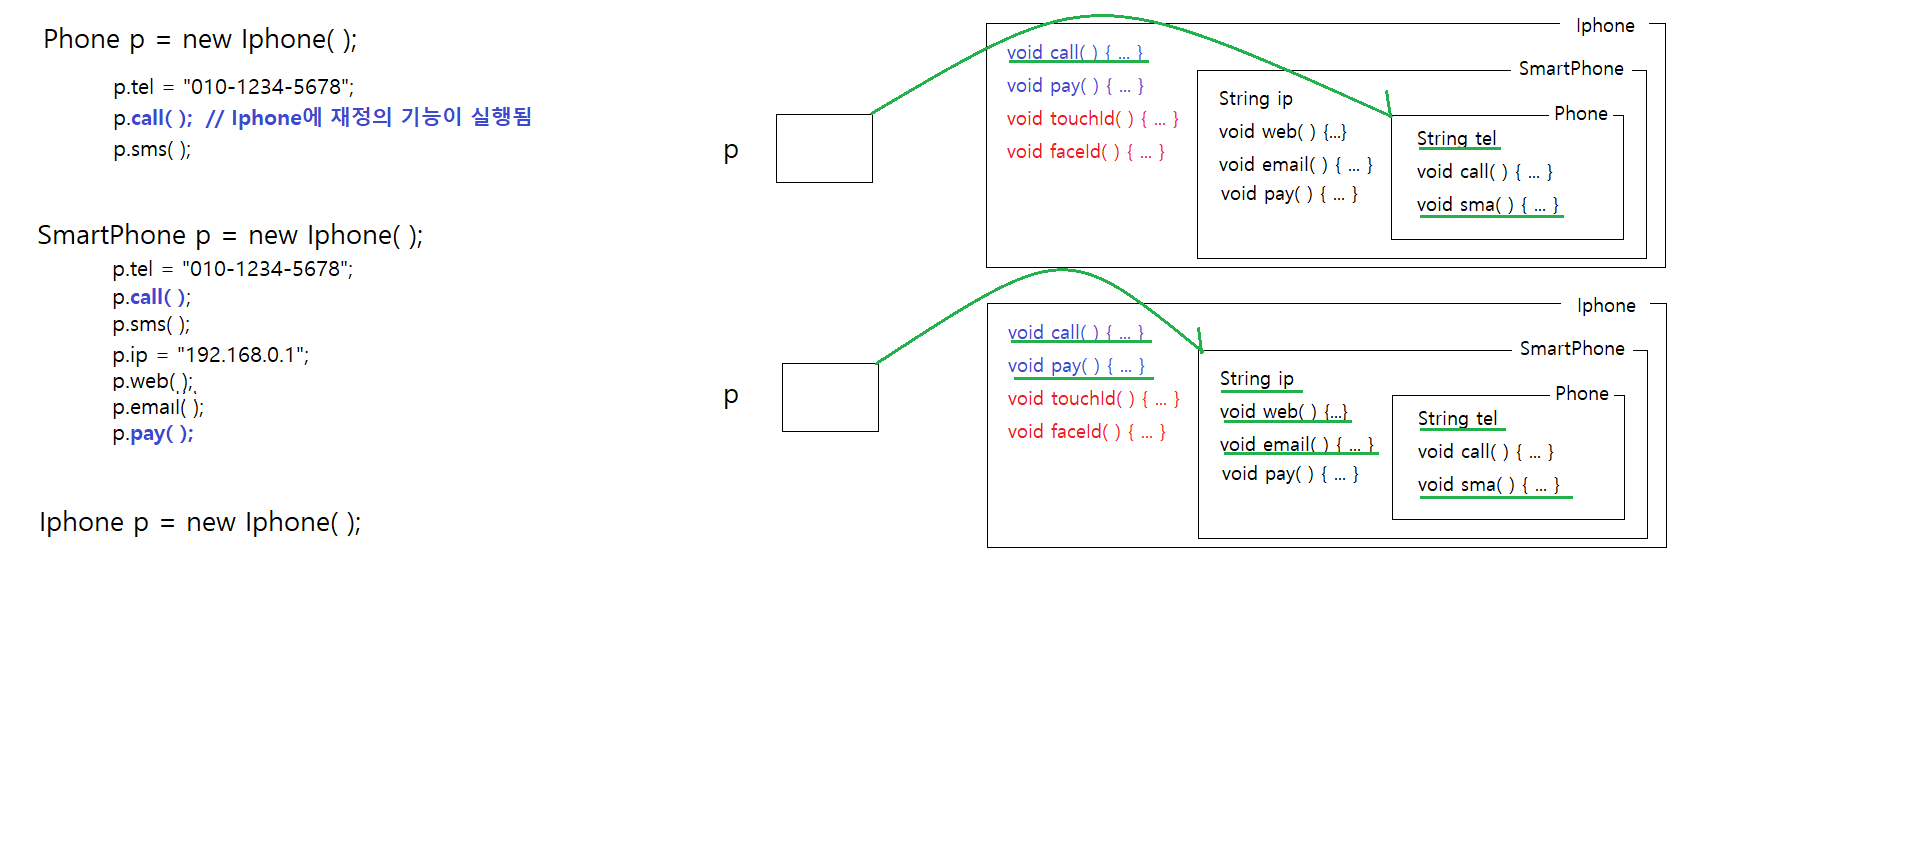 Phone p = new Iphone( );
p.tel = "010-1234-5678";
p.call( );  // Iphone에 재정의 기능이 실행됨
p.sms( );
SmartPhone p = new Iphone( );
p.tel = "010-1234-5678";
p.call( );
p.sms( );
p.ip = "192.168.0.1";
p.web( );
p.email( );
p.pay( );
Iphone p = new Iphone( );
p
Iphone
void call( ) { ... }
void pay( ) { ... }
void touchId( ) { ... }
void faceId( ) { ... }
SmartPhone
String ip
void web( ) {...}
void email( ) { ... }
void pay( ) { ... }
Phone
String tel
void call( ) { ... }
void sma( ) { ... }
p
Iphone
void call( ) { ... }
void pay( ) { ... }
void touchId( ) { ... }
void faceId( ) { ... }
SmartPhone
String ip
void web( ) {...}
void email( ) { ... }
void pay( ) { ... }
Phone
String tel
void call( ) { ... }
void sma( ) { ... }